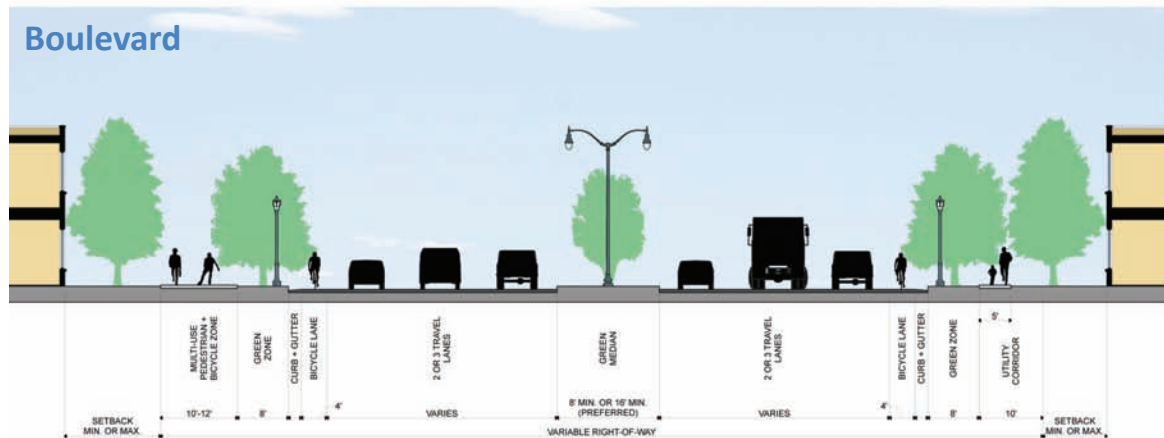 Boulevard
MULTI-USE
PEDESTRIAN +
BICYCLE ZONE
GREEN
ZONE
CURB + GUTTER
BICYCLE LANE
2 OR 3 TRAVEL
LANES
GREEN
MEDIAN
2 OR 3 TRAVEL
LANES
BICYCLE LANE
CURB + GUTTER
GREEN ZONE
5'
UTILITY
CORRIDOR
SETBACK
MIN. OR MAX.
10'-12'
8'
4'
VARIES
8' MIN. OR 16' MIN.
(PREFERRED)
VARIES
4'
8'
10'
SETBACK
MIN. OR MAX.
VARIABLE RIGHT-OF-WAY